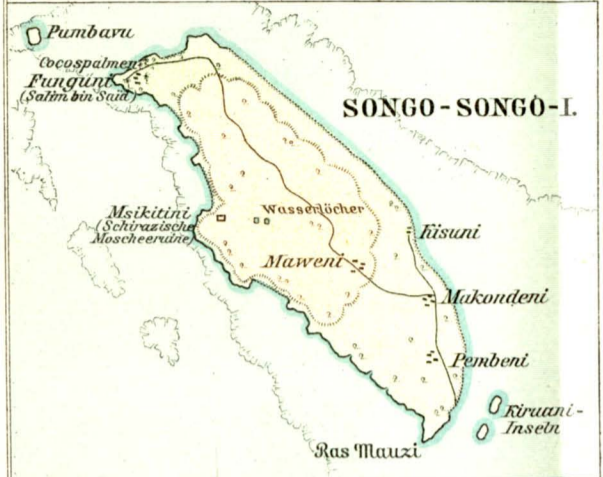 Pumbavu
Cocospalmen
Funguni
(Salim bin Said)
SONGO-SONGO-I.
Msikitini
(Schirazische
Moscheeruine)
Wasserlöcher
Kisuni
Maweni
Makondeni
Pembeni
Kiruani-
Inseln
Ras Mauzi